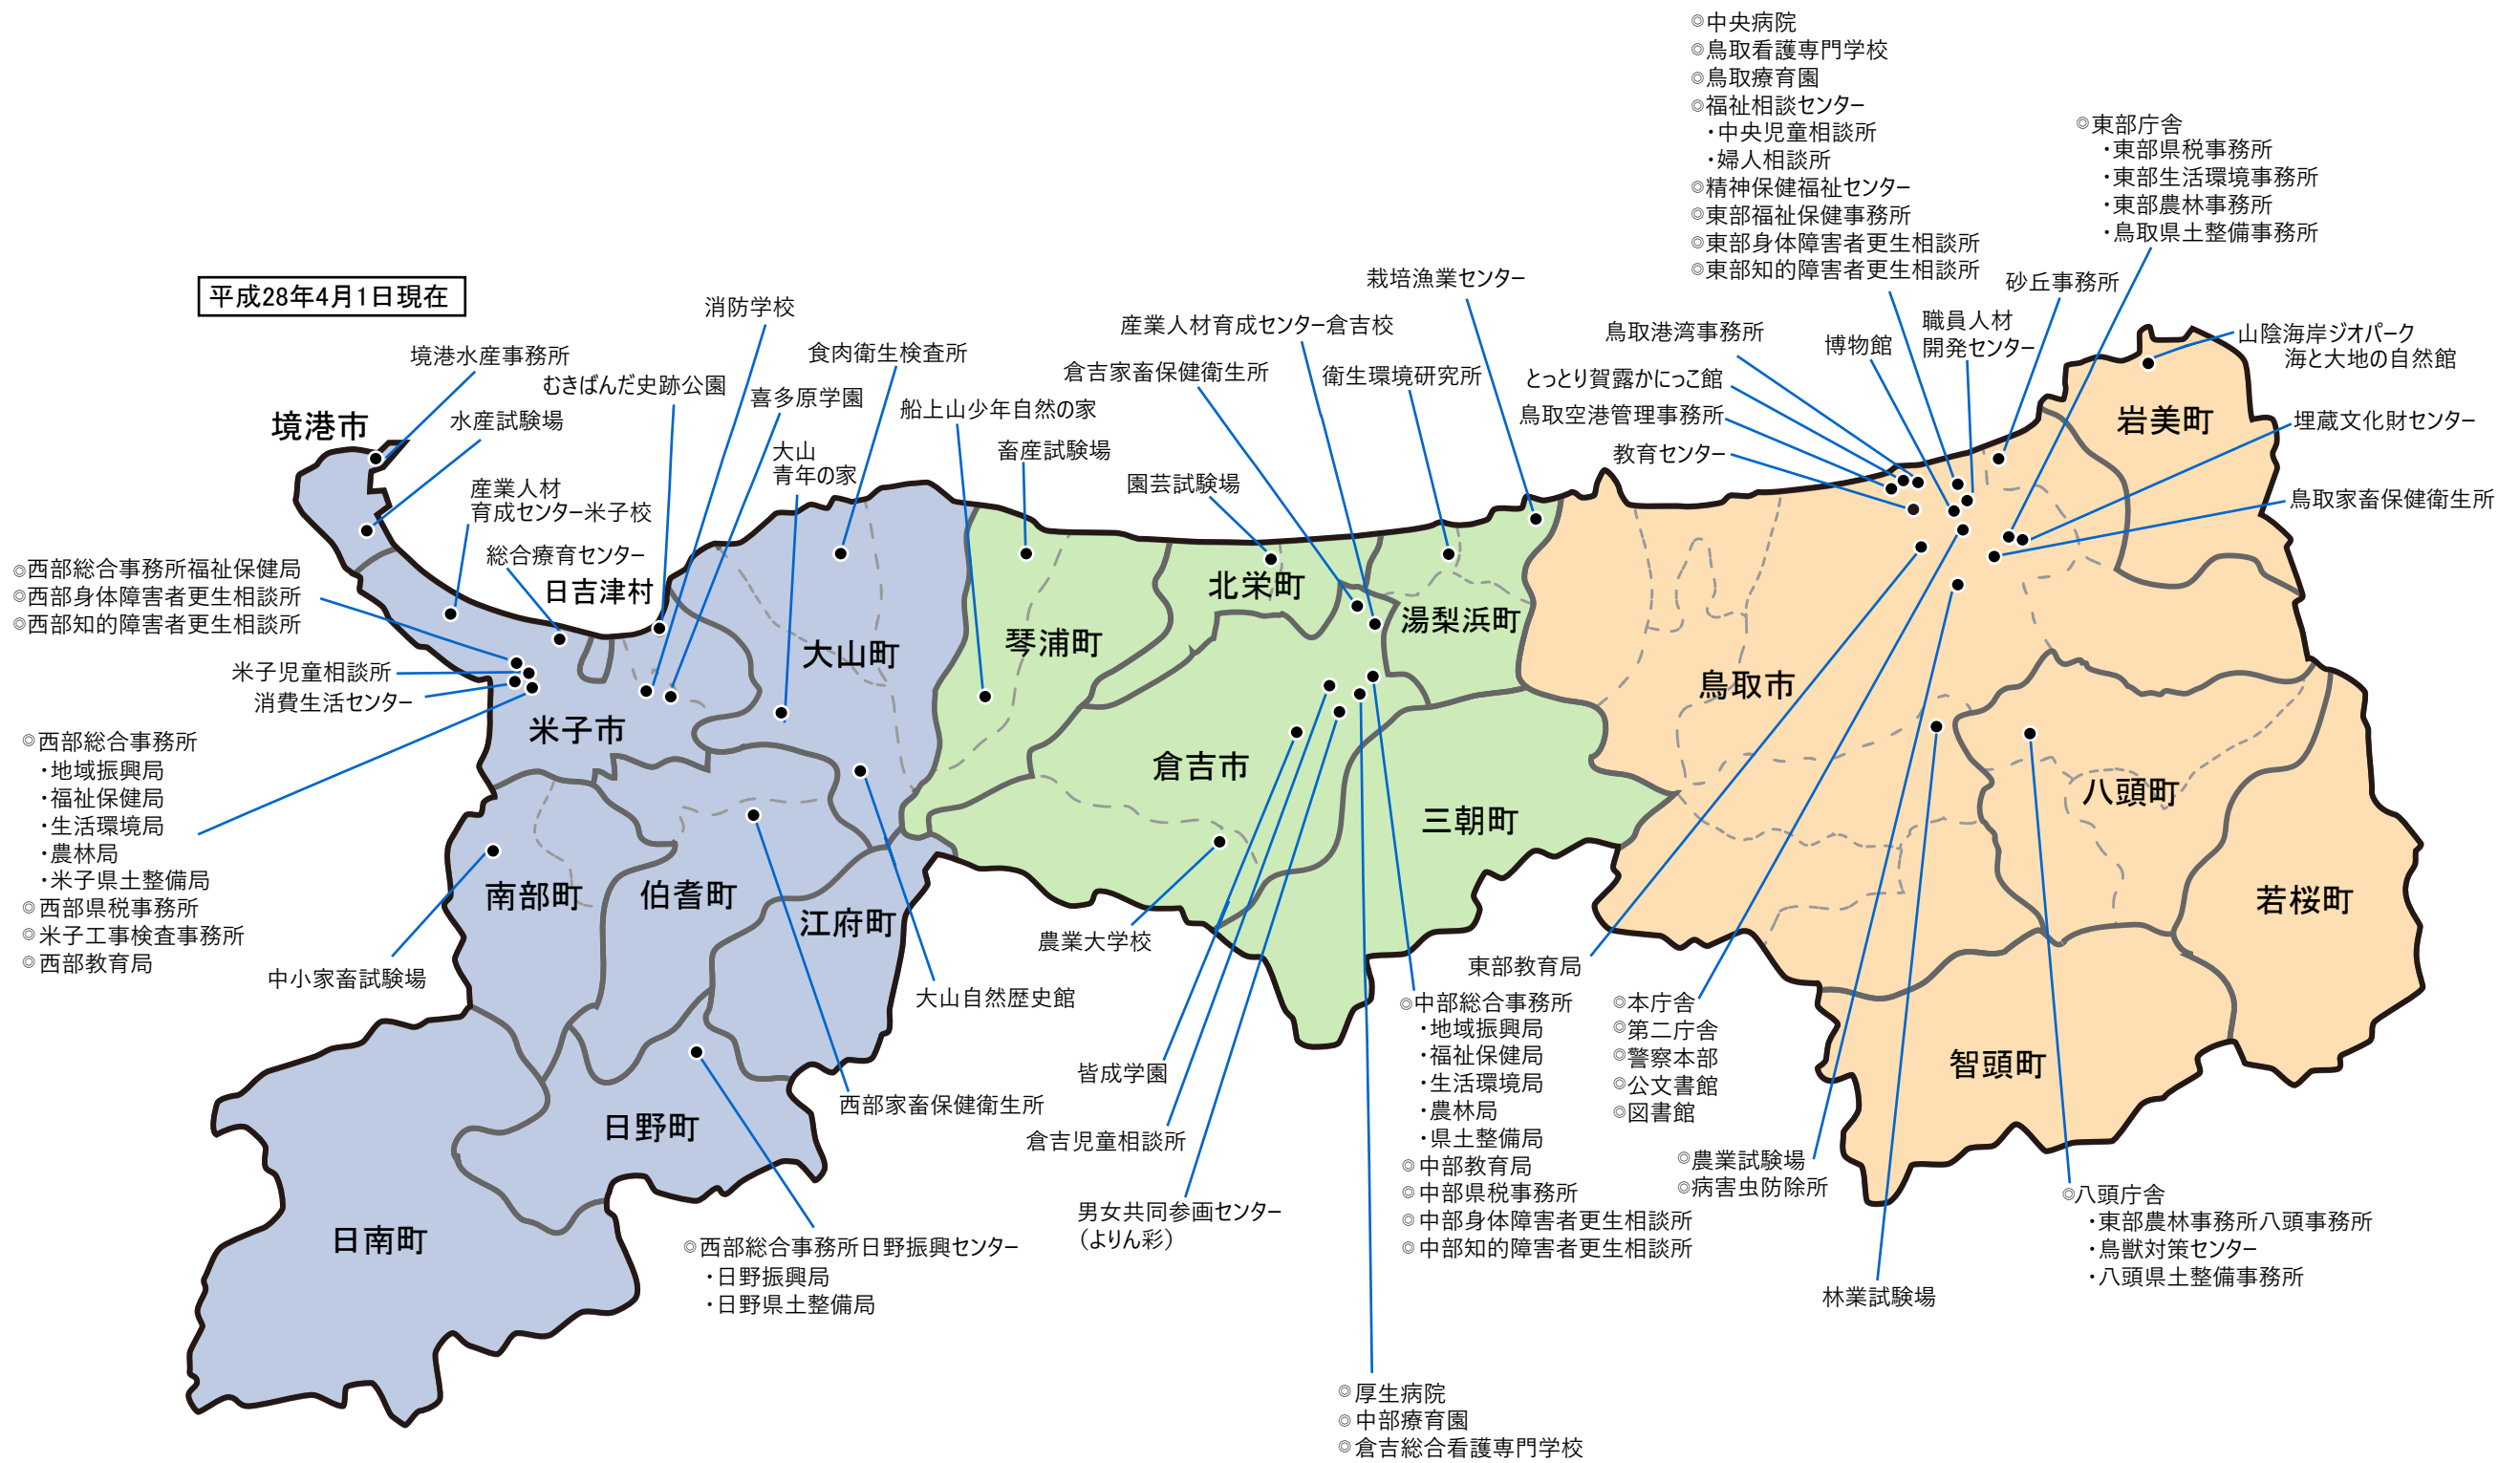 平成28年4月1日現在
◎中央病院
◎鳥取看護専門学校
◎鳥取療育園
◎福祉相談センター
・中央児童相談所
・婦人相談所
◎精神保健福祉センター
◎東部福祉保健事務所
◎東部身体障害者更生相談所
◎東部知的障害者更生相談所
◎東部庁舎
・東部県税事務所
・東部生活環境事務所
・東部農林事務所
・鳥取県土整備事務所
栽培漁業センター
砂丘事務所
消防学校
産業人材育成センター倉吉校
鳥取港湾事務所
博物館
職員人材
開発センター
山陰海岸ジオパーク
海と大地の自然館
境港水産事務所
むきばんだ史跡公園
食肉衛生検査所
喜多原学園
倉吉家畜保健衛生所
衛生環境研究所
とっとり賀露かにっこ館
鳥取空港管理事務所
教育センター
船上山少年自然の家
畜産試験場
園芸試験場
埋蔵文化財センター
鳥取家畜保健衛生所
水産試験場
大山
青年の家
産業人材
育成センター米子校
総合療育センター
◎西部総合事務所福祉保健局
◎西部身体障害者更生相談所
◎西部知的障害者更生相談所
米子児童相談所
消費生活センター
◎西部総合事務所
・地域振興局
・福祉保健局
・生活環境局
・農林局
・米子県土整備局
◎西部県税事務所
◎米子工事検査事務所
◎西部教育局
境港市
日吉津村
米子市
大山町
琴浦町
北栄町
湯梨浜町
倉吉市
三朝町
鳥取市
岩美町
八頭町
若桜町
智頭町
南部町
伯耆町
江府町
日野町
日南町
中小家畜試験場
大山自然歴史館
西部家畜保健衛生所
◎西部総合事務所日野振興センター
・日野振興局
・日野県土整備局
農業大学校
皆成学園
倉吉児童相談所
男女共同参画センター
（よりん彩）
◎中部総合事務所
・地域振興局
・福祉保健局
・生活環境局
・農林局
・県土整備局
◎中部教育局
◎中部県税事務所
◎中部身体障害者更生相談所
◎中部知的障害者更生相談所
◎厚生病院
◎中部療育園
◎倉吉総合看護専門学校
東部教育局
◎本庁舎
◎第二庁舎
◎警察本部
◎公文書館
◎図書館
◎農業試験場
◎病害虫防除所
林業試験場
◎八頭庁舎
・東部農林事務所八頭事務所
・鳥獣対策センター
・八頭県土整備事務所